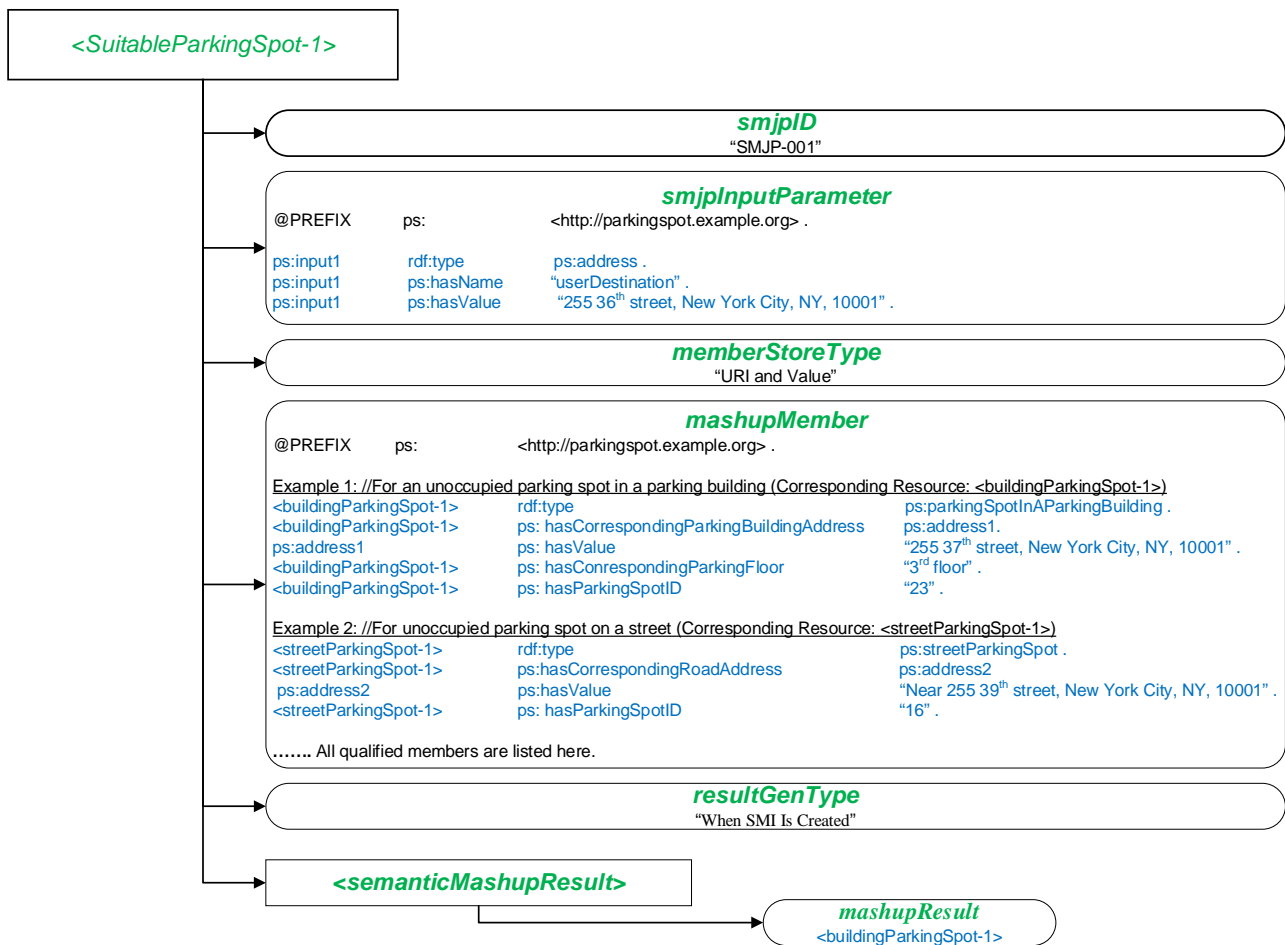 <SuitableParkingSpot-1>
smjpID
“SMJP-001”
smjpInputParameter
@PREFIX ps: <http://parkingspot.example.org> .
ps:input1 rdf:type ps:address .
ps:input1 ps:hasName “userDestination” .
ps:input1 ps:hasValue “255 36th street, New York City, NY, 10001” .
memberStoreType
“URI and Value”
mashupMember
@PREFIX ps: <http://parkingspot.example.org> .
Example 1: //For an unoccupied parking spot in a parking building (Corresponding Resource: <buildingParkingSpot-1>)
<buildingParkingSpot-1> rdf:type ps:parkingSpotInAParkingBuilding .
<buildingParkingSpot-1> ps: hasCorrespondingParkingBuildingAddress ps:address1.
ps:address1 ps: hasValue “255 37th street, New York City, NY, 10001” .
<buildingParkingSpot-1> ps: hasConrespondingParkingFloor “3rd floor” .
<buildingParkingSpot-1> ps: hasParkingSpotID “23” .
Example 2: //For unoccupied parking spot on a street (Corresponding Resource: <streetParkingSpot-1>)
<streetParkingSpot-1> rdf:type ps:streetParkingSpot .
<streetParkingSpot-1> ps:hasCorrespondingRoadAddress ps:address2
ps:address2 ps:hasValue “Near 255 39th street, New York City, NY, 10001” .
<streetParkingSpot-1> ps: hasParkingSpotID “16” .
....... All qualified members are listed here.
resultGenType
“When SMI Is Created”
<semanticMashupResult>
mashupResult
<buildingParkingSpot-1>